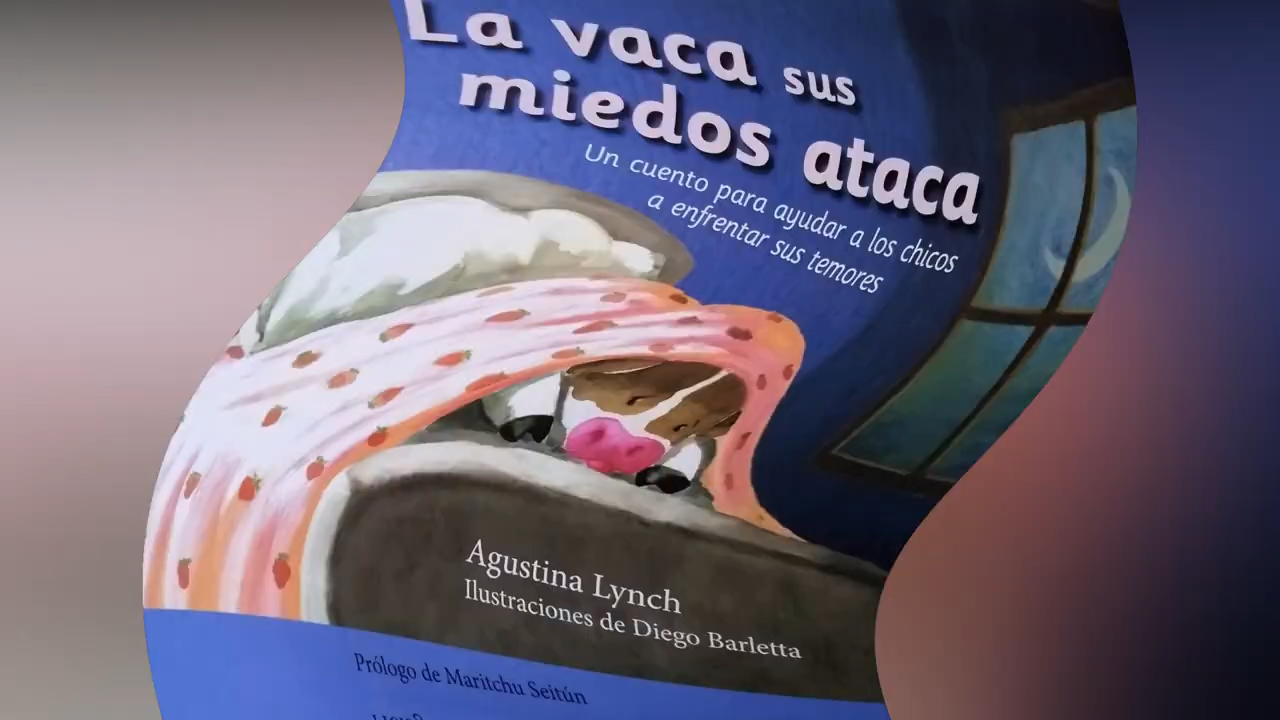 La vaca sus
miedos ataca
Un cuento para ayudar a los chicos
a enfrentar sus temores
Agustina Lynch
Ilustraciones de Diego Barletta
Prólogo de Maritchu Seitún